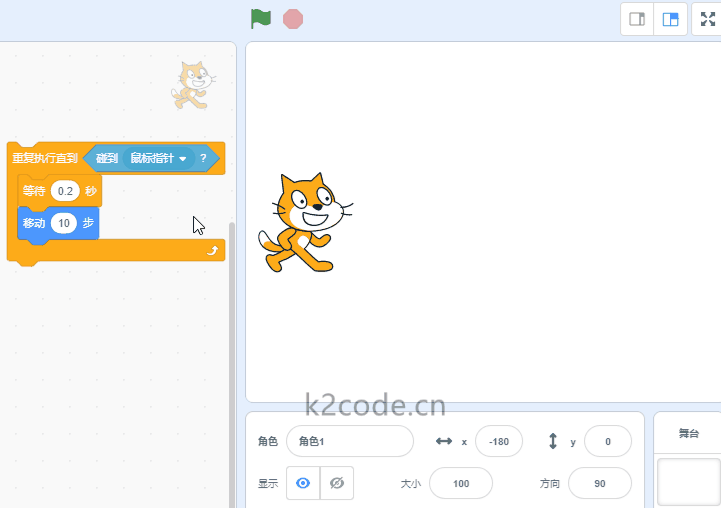 重复执行直到 碰到 鼠标指针 ?
等待 0.2 秒
移动 10 步
k2code.cn
角色 角色1 x -180 y 0
舞台
显示 大小 100 方向 90